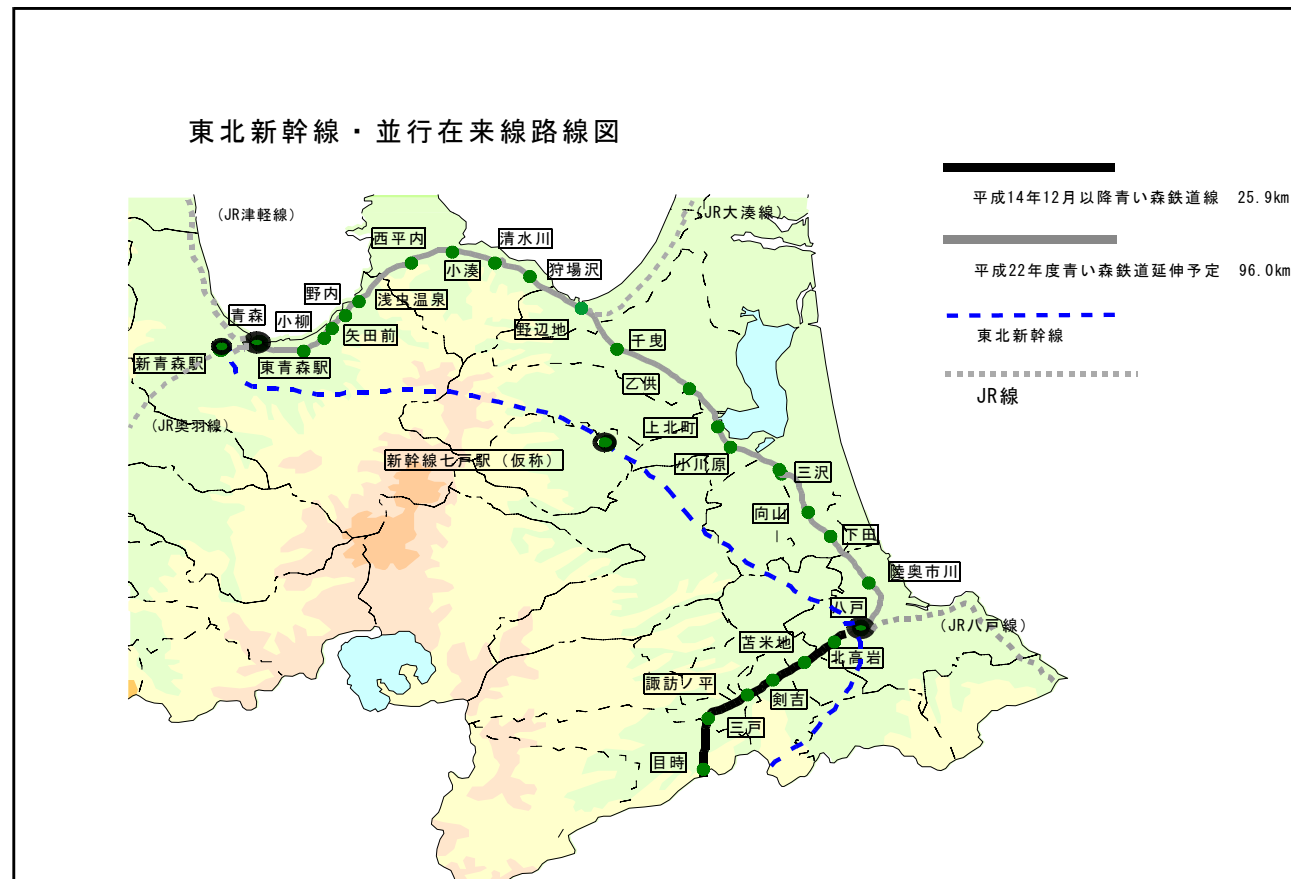 東北新幹線・並行在来線路線図
平成14年12月以降青い森鉄道線 25.9km
平成22年度青い森鉄道延伸予定 96.0km
東北新幹線
JR線
(JR津軽線)
(JR大湊線)
西平内
清水川
小湊
狩場沢
野内
浅虫温泉
青森
小柳
野辺地
矢田前
千曳
新青森駅
東青森駅
乙供
(JR奥羽線)
上北町
新幹線七戸駅(仮称)
小川原
三沢
向山
下田
陸奥市川
八戸
(JR八戸線)
苫米地
北高岩
諏訪ノ平
剣吉
三戸
目時